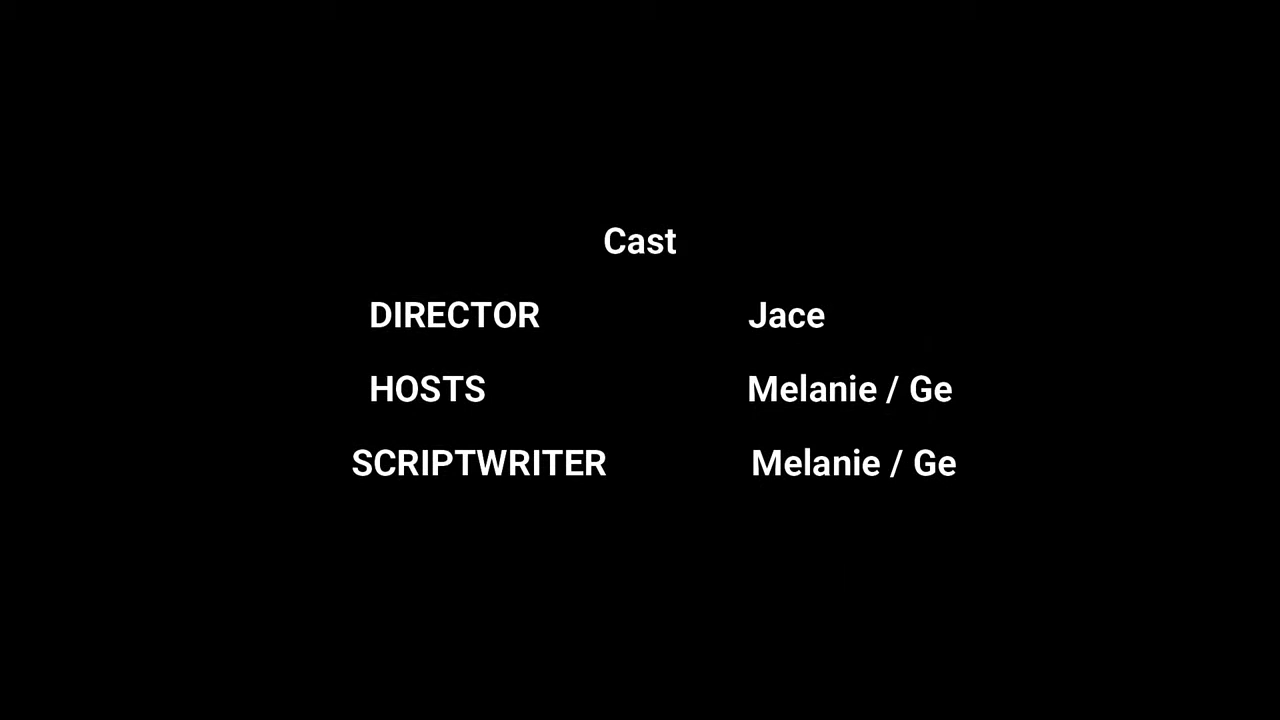 Cast
DIRECTOR Jace
HOSTS Melanie / Ge
SCRIPTWRITER Melanie / Ge